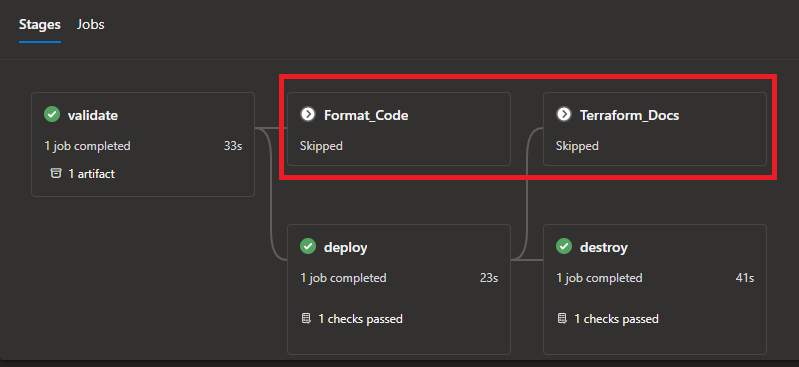 Stages Jobs
validate
1 job completed 33s
1 artifact
Format_Code
Skipped
Terraform_Docs
Skipped
deploy
1 job completed 23s
1 checks passed
destroy
1 job completed 41s
1 checks passed